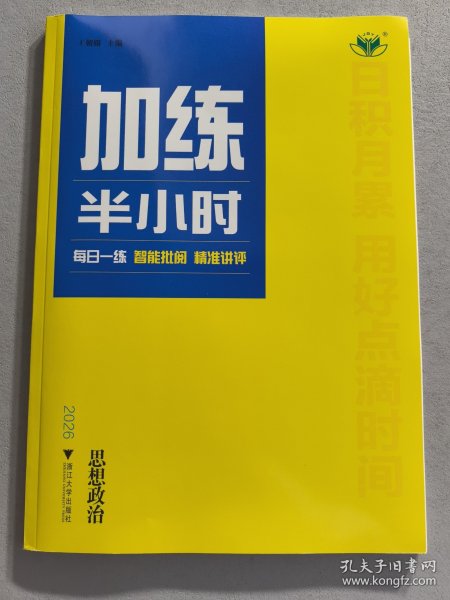 主编
加练
半小时
每日一练 智能批阅 精准讲评
日积月累 用好点滴时间
2026
浙江大学出版社
思想政治
孔夫子旧书网
www.kongfz.com